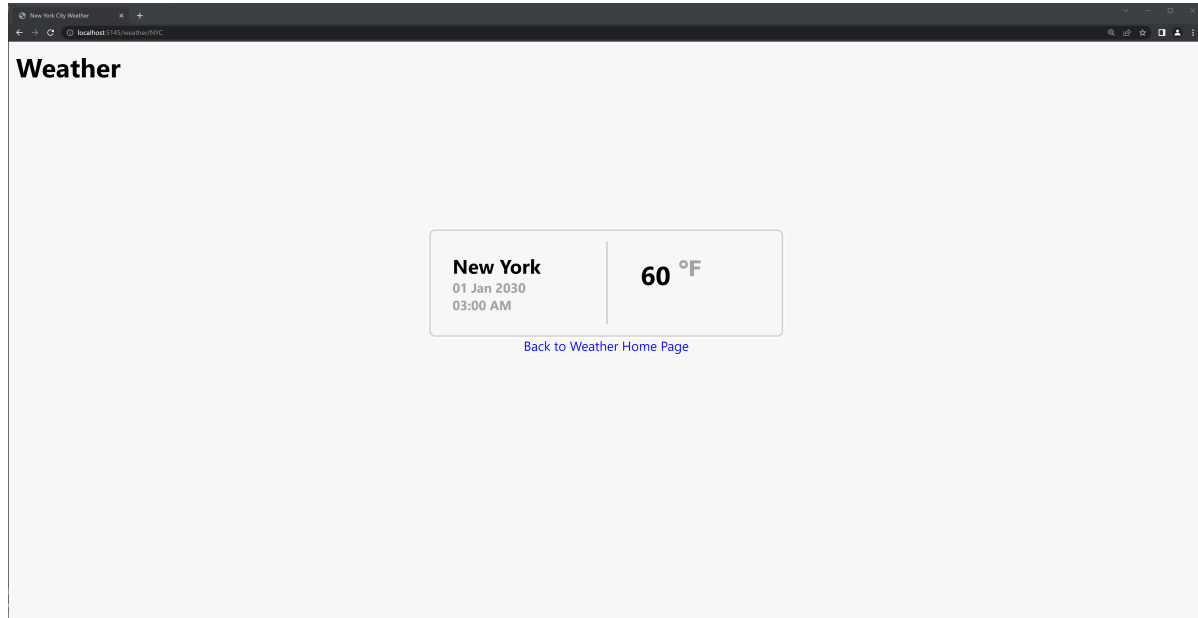 New York City Weather
localhost:5145/weather/NYC
Weather
New York
01 Jan 2030
03:00 AM
60 °F
Back to Weather Home Page